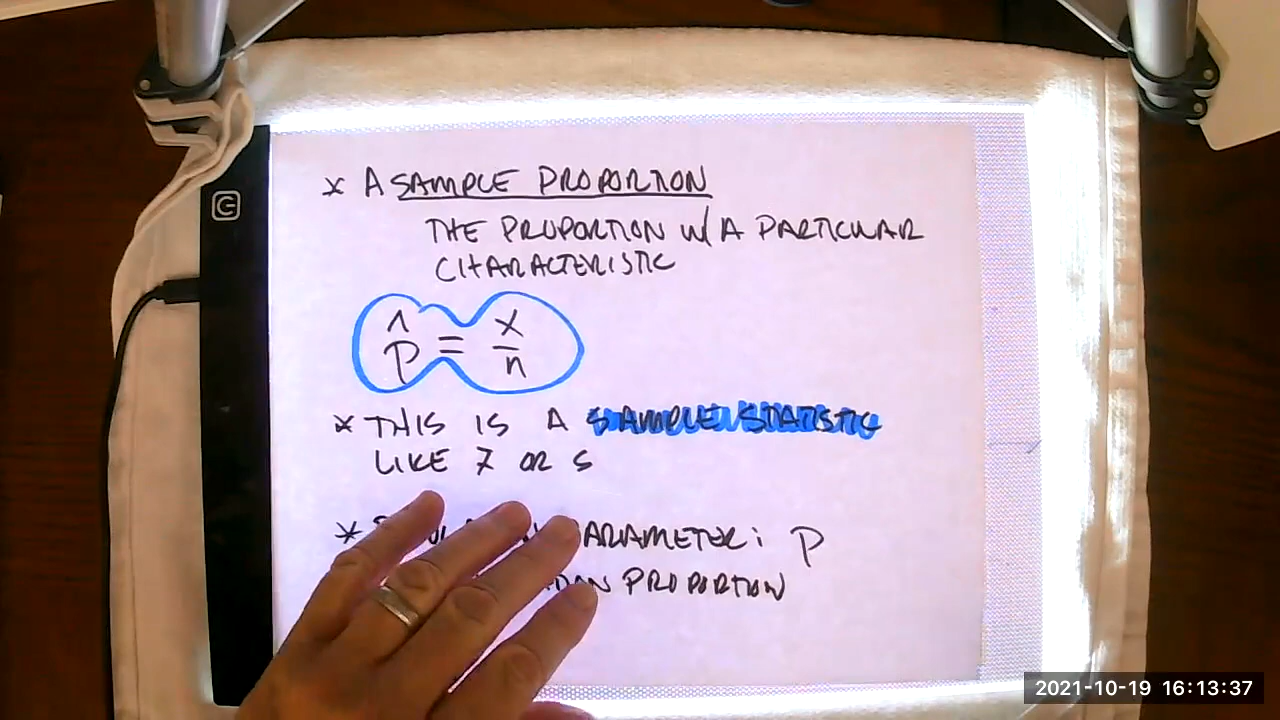 * A SAMPLE PROPORTION
THE PROPORTION W/ A PARTICULAR
CHARACTERISTIC
p̂ = x/n
* THIS IS A SAMPLE STATISTIC
LIKE x̄ OR S
* PARAMETER: P
PROPORTION
2021-10-19 16:13:37